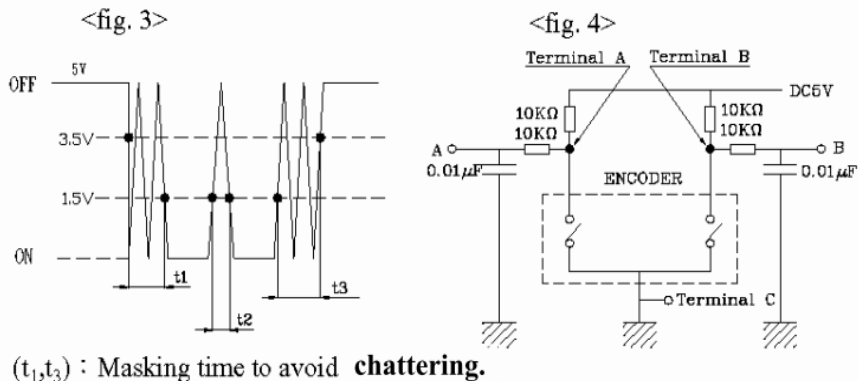 <fig. 3>
<fig. 4>
OFF
5V
3.5V
1.5V
ON
t1
t2
t3
Terminal A
Terminal B
DC5V
10KΩ
10KΩ
10KΩ
10KΩ
A
B
0.01μF
0.01μF
ENCODER
Terminal C
(t1,t3) : Masking time to avoid chattering.